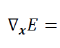 ∇ₓE =